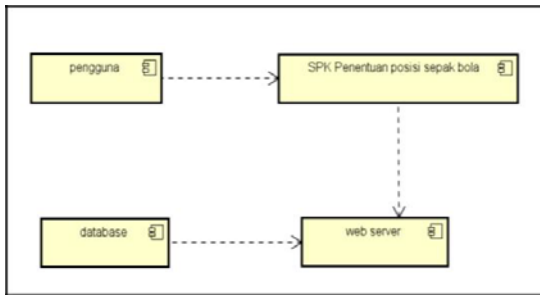 pengguna
SPK Penentuan posisi sepak bola
database
web server